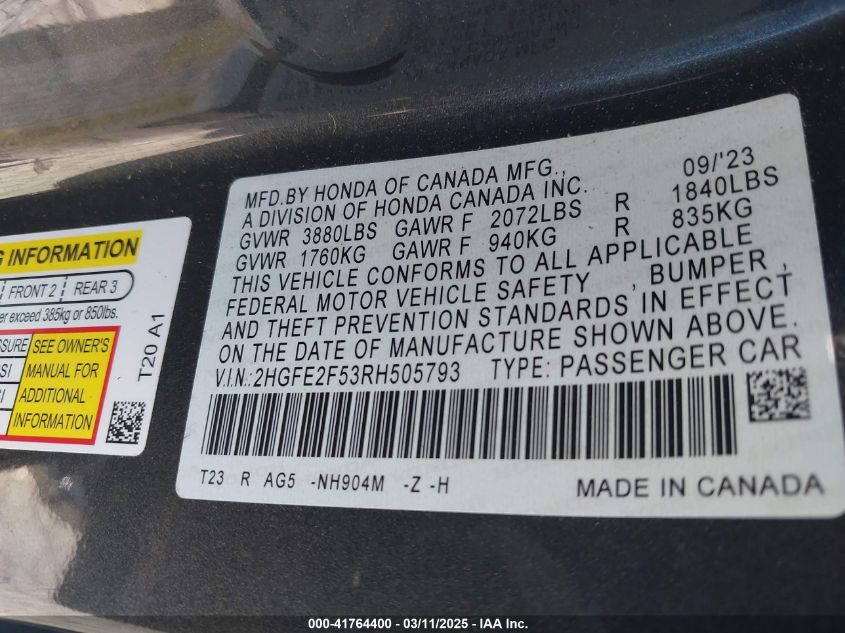 G INFORMATION
FRONT 2 | REAR 3
er exceed 385kg or 850lbs.
SSURE
SEE OWNER'S
MANUAL FOR
ADDITIONAL
INFORMATION
T20 A1
MFD.BY HONDA OF CANADA MFG., 09/'23
A DIVISION OF HONDA CANADA INC.
GVWR 3880LBS GAWR F 2072LBS R 1840LBS
GVWR 1760KG GAWR F 940KG R 835KG
THIS VEHICLE CONFORMS TO ALL APPLICABLE
FEDERAL MOTOR VEHICLE SAFETY , BUMPER ,
AND THEFT PREVENTION STANDARDS IN EFFECT
ON THE DATE OF MANUFACTURE SHOWN ABOVE.
V.I.N.:2HGFE2F53RH505793 TYPE: PASSENGER CAR
T23 R AG5 -NH904M -Z -H MADE IN CANADA
000-41764400 - 03/11/2025 - IAA Inc.